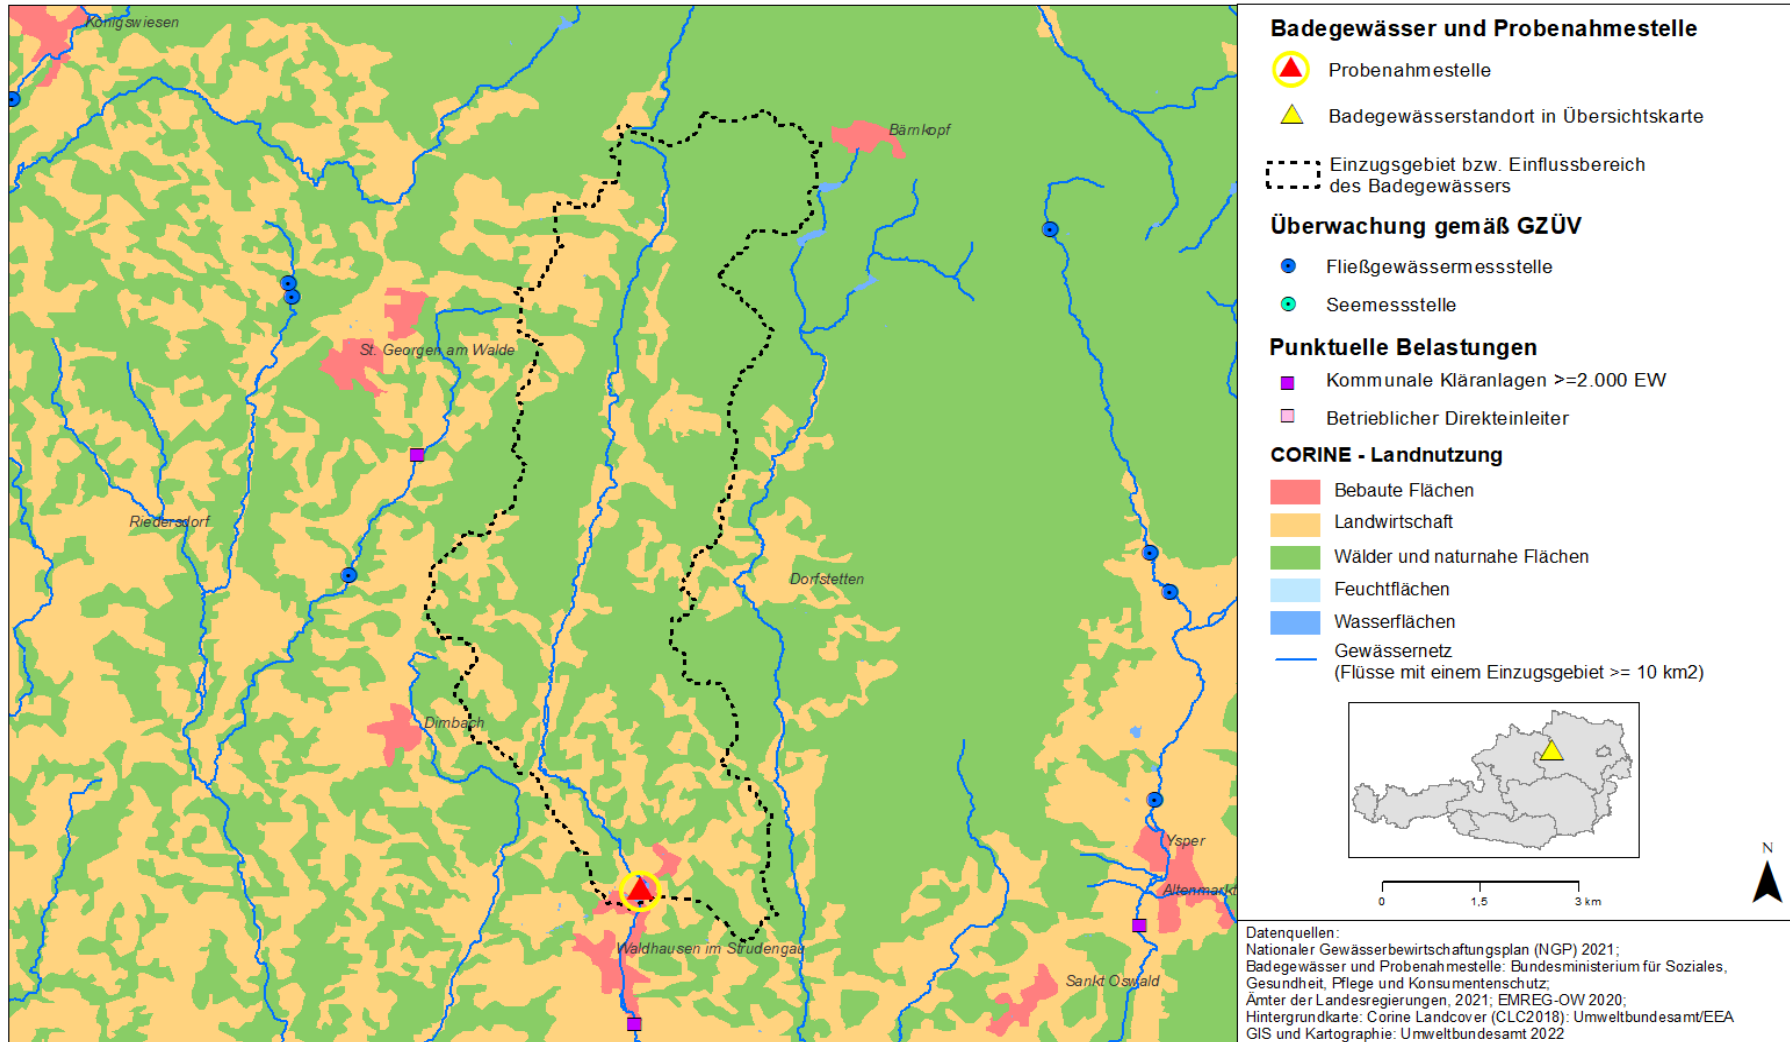 Königswiesen
Bärnkopf
St. Georgen am Walde
Riedersdorf
Dorfstetten
Dimbach
Ysper
Altenmarkt
Waldhausen im Strudengau
Sankt Oswald
Badegewässer und Probenahmestelle
Probenahmestelle
Badegewässerstandort in Übersichtskarte
Einzugsgebiet bzw. Einflussbereich
des Badegewässers
Überwachung gemäß GZÜV
Fließgewässermessstelle
Seemessstelle
Punktuelle Belastungen
Kommunale Kläranlagen >=2.000 EW
Betrieblicher Direkteinleiter
CORINE - Landnutzung
Bebaute Flächen
Landwirtschaft
Wälder und naturnahe Flächen
Feuchtflächen
Wasserflächen
Gewässernetz
(Flüsse mit einem Einzugsgebiet >= 10 km2)
N
0 1,5 3 km
Datenquellen:
Nationaler Gewässerbewirtschaftungsplan (NGP) 2021;
Badegewässer und Probenahmestelle: Bundesministerium für Soziales,
Gesundheit, Pflege und Konsumentenschutz;
Ämter der Landesregierungen, 2021; EMREG-OW 2020;
Hintergrundkarte: Corine Landcover (CLC2018): Umweltbundesamt/EEA
GIS und Kartographie: Umweltbundesamt 2022